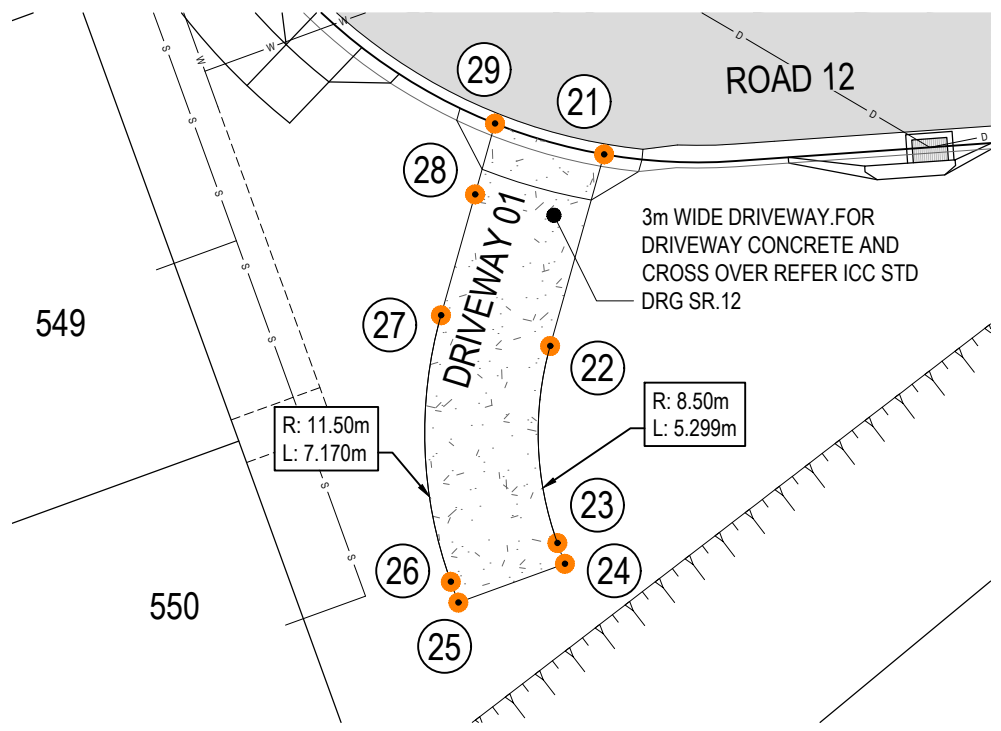 S
W
W
W
29
21
ROAD 12
D
D
D
S
28
3m WIDE DRIVEWAY.FOR
DRIVEWAY CONCRETE AND
CROSS OVER REFER ICC STD
DRG SR.12
DRIVEWAY 01
S
S
549
27
S
22
R: 11.50m
L: 7.170m
R: 8.50m
L: 5.299m
S
23
S
26
24
550
25